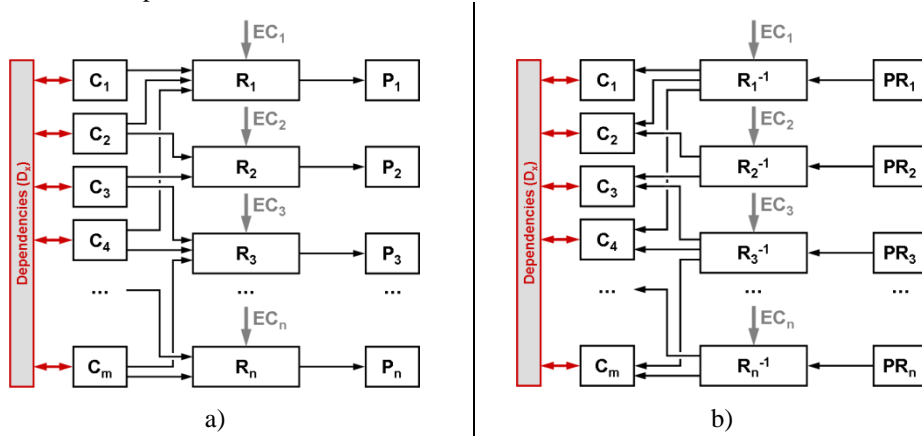 EC1
EC1
C1 R1 P1
C1 R1-1 PR1
EC2
EC2
C2 R2 P2
C2 R2-1 PR2
Dependencies (Dx)
Dependencies (Dx)
C3
C3
EC3
EC3
C4 R3 P3
C4 R3-1 PR3
... ... ...
... ... ...
ECn
ECn
Cm Rn Pn
Cm Rn-1 PRn
a)
b)